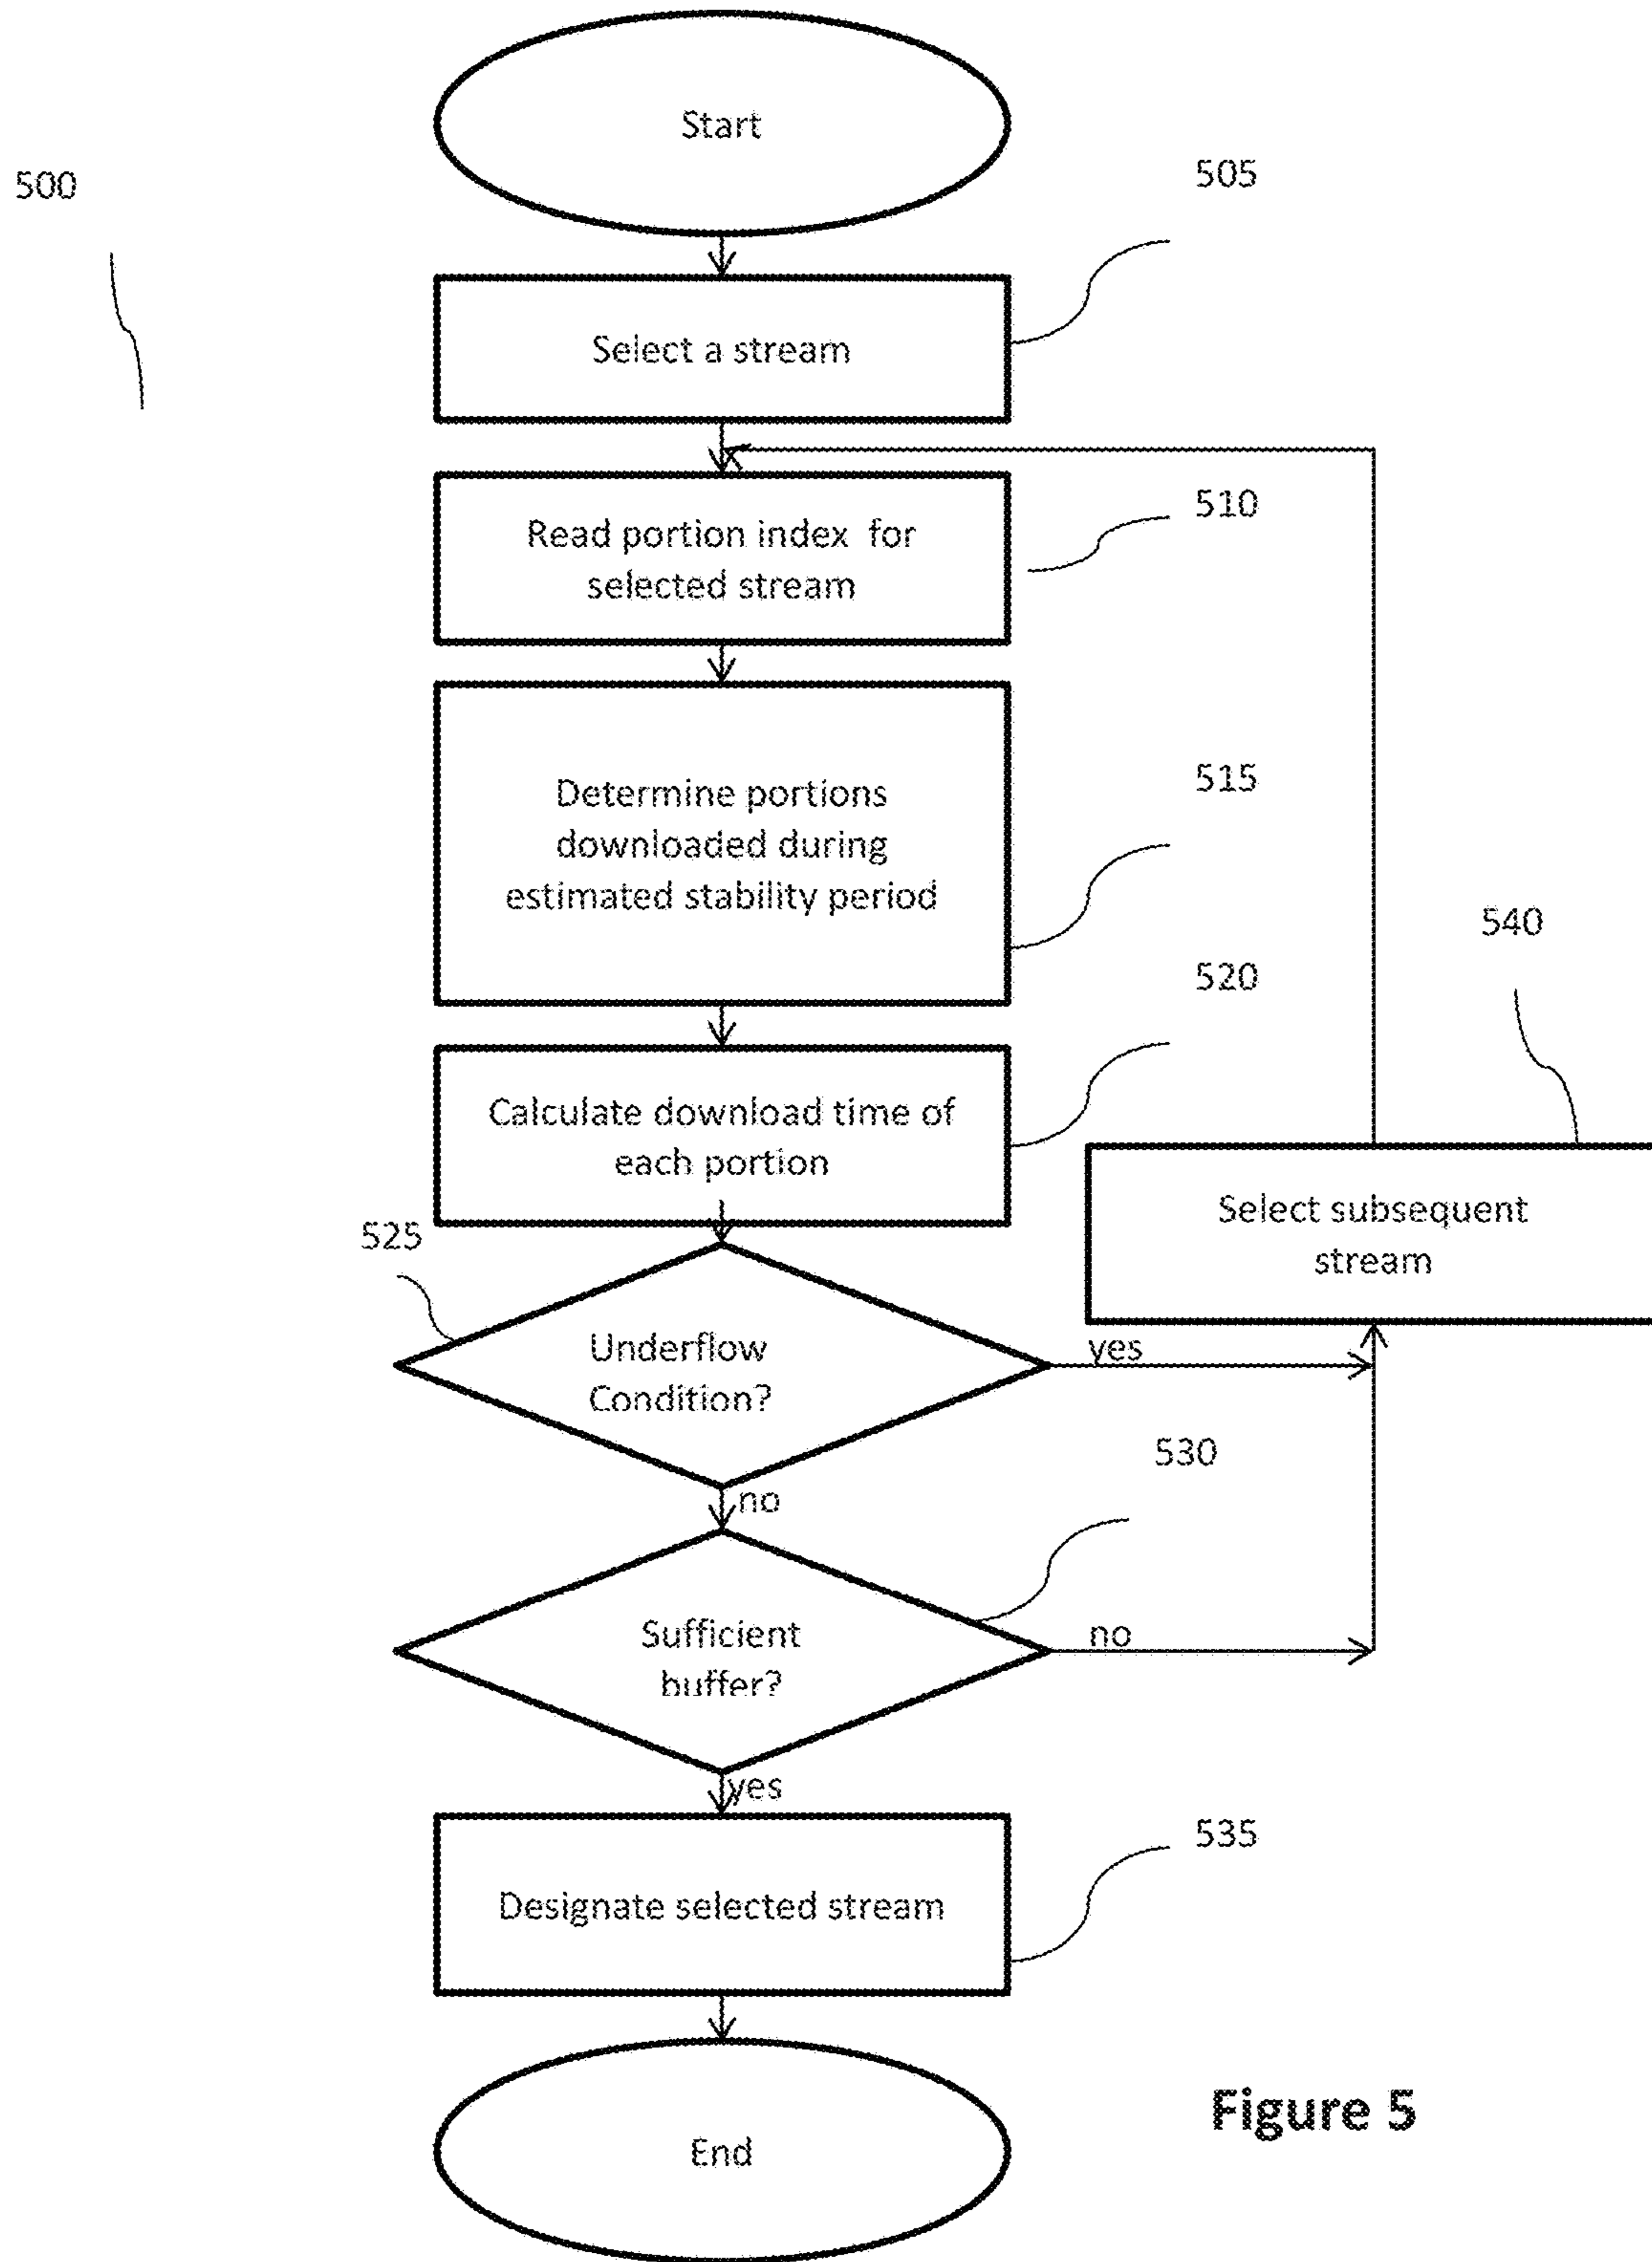 Start
500
505
Select a stream
510
Read portion index for
selected stream
515
Determine portions
downloaded during
estimated stability period
540
520
Calculate download time of
each portion
Select subsequent
stream
525
Underflow
Condition?
yes
530
no
Sufficient
buffer?
no
yes
535
Designate selected stream
Figure 5
End